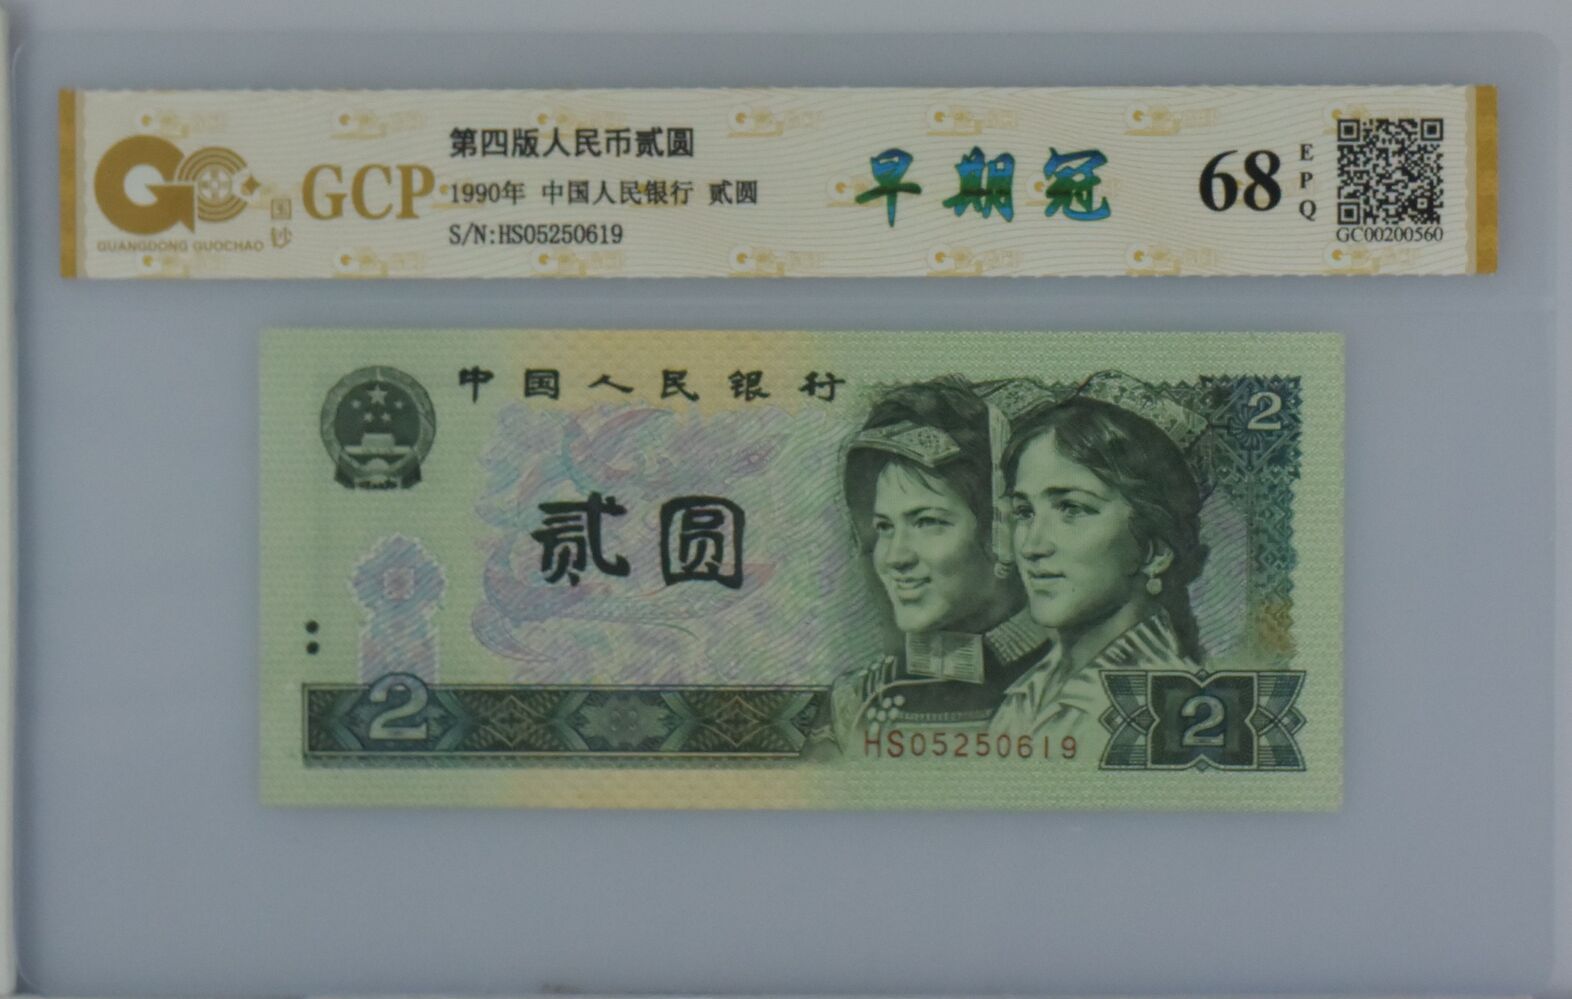 国
钞
GCP
GUANGDONG GUOCHAO
第四版人民币贰圆
1990年 中国人民银行 贰圆
S/N:HS05250619
早期冠
68
EPQ
GC00200560
中国人民银行
2
贰圆
2
HS05250619
2